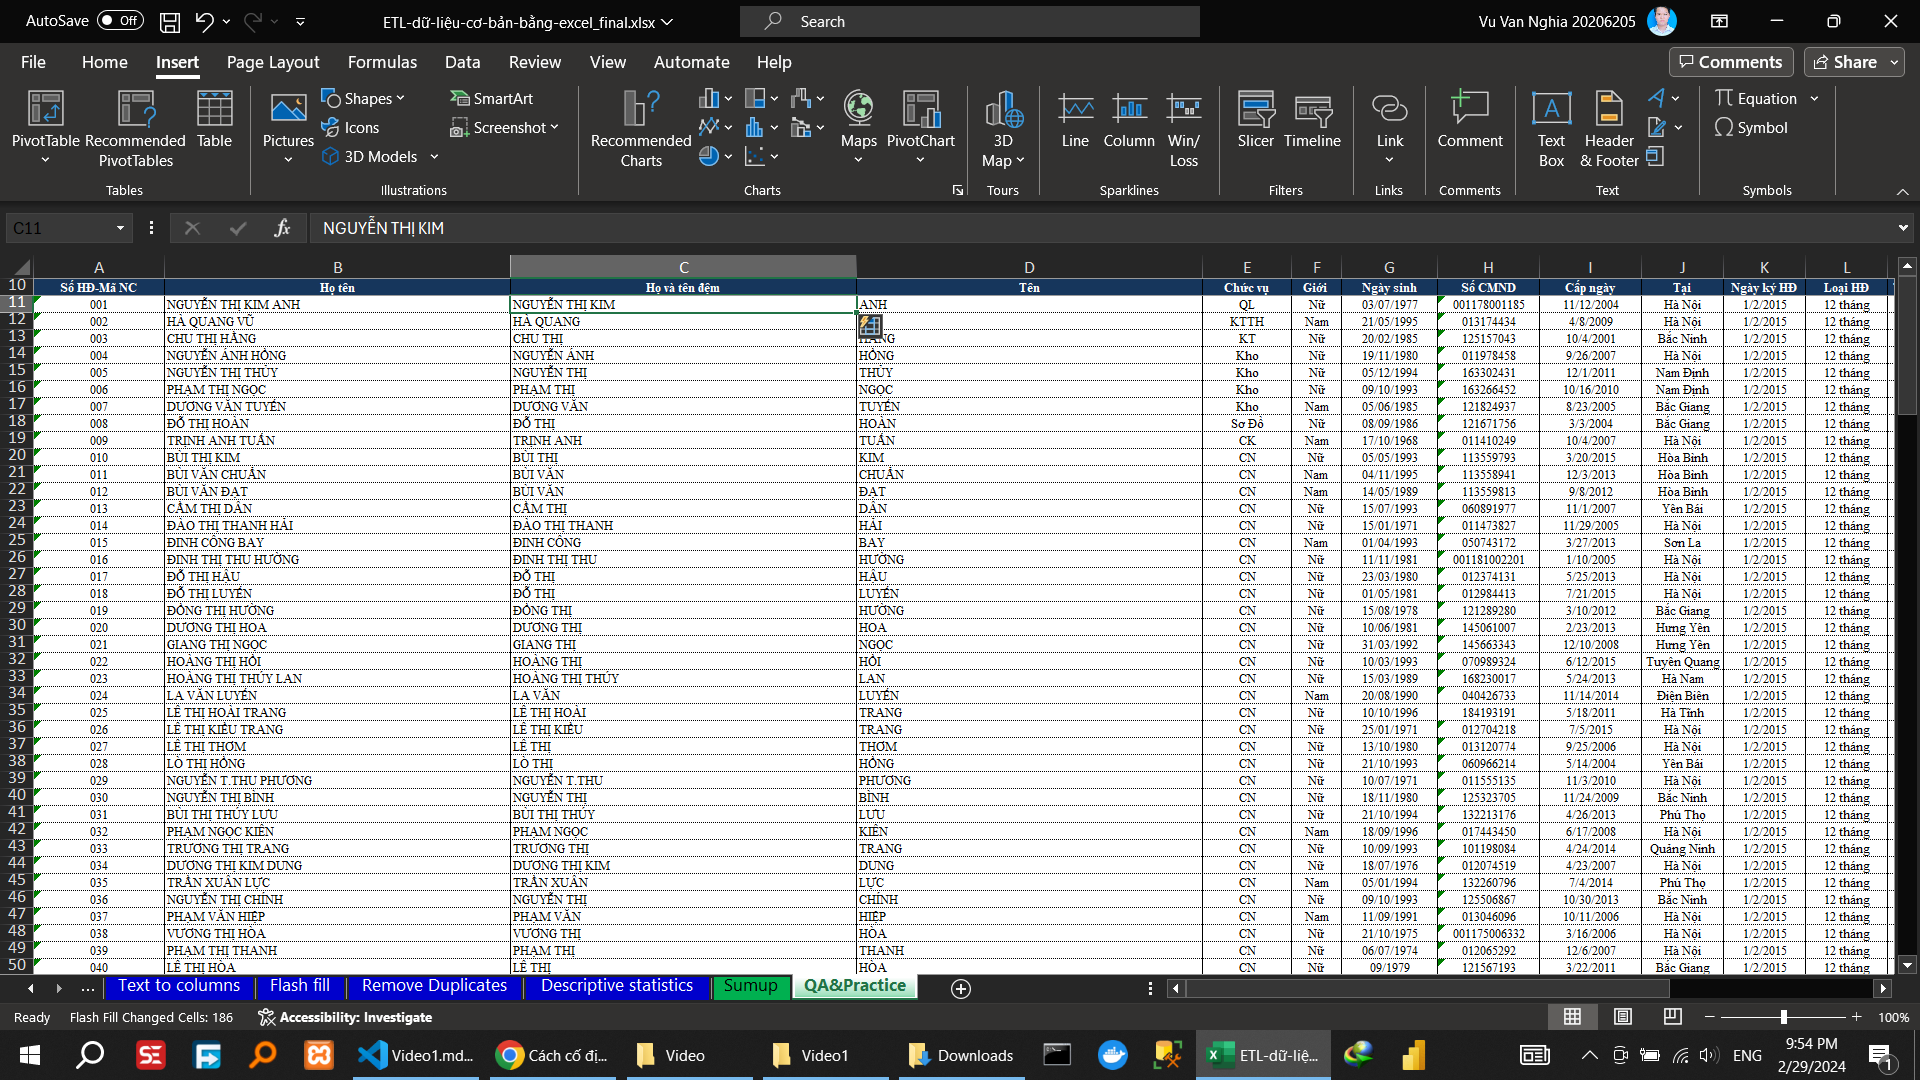 AutoSave Off ETL-dữ-liệu-cơ-bản-bằng-excel_final.xlsx Search Vu Van Nghia 20206205
File Home Insert Page Layout Formulas Data Review View Automate Help Comments Share
PivotTable Recommended PivotTables Table Pictures Shapes Icons 3D Models SmartArt Screenshot Recommended Charts Maps PivotChart 3D Map Line Column Win/Loss Slicer Timeline Link Comment Text Box Header & Footer Equation Symbol
Tables Illustrations Charts Tours Sparklines Filters Links Comments Text Symbols
C11 fx NGUYỄN THỊ KIM
A B C D E F G H I J K L
10 Số HĐ-Mã NC Họ tên Họ và tên đệm Tên Chức vụ Giới Ngày sinh Số CMND Cấp ngày Tại Ngày ký HĐ Loại HĐ
11 001 NGUYỄN THỊ KIM ANH NGUYỄN THỊ KIM ANH QL Nữ 03/07/1977 001178001185 11/12/2004 Hà Nội 1/2/2015 12 tháng
12 002 HÀ QUANG VŨ HÀ QUANG KTTH Nam 21/05/1995 013174434 4/8/2009 Hà Nội 1/2/2015 12 tháng
13 003 CHU THỊ HẰNG CHU THỊ HẰNG KT Nữ 20/02/1985 125157043 10/4/2001 Bắc Ninh 1/2/2015 12 tháng
14 004 NGUYỄN ÁNH HỒNG NGUYỄN ÁNH HỒNG Kho Nữ 19/11/1980 011978458 9/26/2007 Hà Nội 1/2/2015 12 tháng
15 005 NGUYỄN THỊ THỦY NGUYỄN THỊ THỦY Kho Nữ 05/12/1994 163302431 12/1/2011 Nam Định 1/2/2015 12 tháng
16 006 PHẠM THỊ NGỌC PHẠM THỊ NGỌC Kho Nữ 09/10/1993 163266452 10/16/2010 Nam Định 1/2/2015 12 tháng
17 007 DƯƠNG VĂN TUYÊN DƯƠNG VĂN TUYÊN Kho Nam 05/06/1985 121824937 8/23/2005 Bắc Giang 1/2/2015 12 tháng
18 008 ĐỖ THỊ HOÀN ĐỖ THỊ HOÀN Sơ Đồ Nữ 08/09/1986 121671756 3/3/2004 Bắc Giang 1/2/2015 12 tháng
19 009 TRỊNH ANH TUẤN TRỊNH ANH TUẤN CK Nam 17/10/1968 011410249 10/4/2007 Hà Nội 1/2/2015 12 tháng
20 010 BÙI THỊ KIM BÙI THỊ KIM CN Nữ 05/05/1993 113559793 3/20/2015 Hòa Bình 1/2/2015 12 tháng
21 011 BÙI VĂN CHUẨN BÙI VĂN CHUẨN CN Nam 04/11/1995 113558941 12/3/2013 Hòa Bình 1/2/2015 12 tháng
22 012 BÙI VĂN ĐẠT BÙI VĂN ĐẠT CN Nam 14/05/1989 113559813 9/8/2012 Hòa Bình 1/2/2015 12 tháng
23 013 CẦM THỊ DÂN CẦM THỊ DÂN CN Nữ 15/07/1993 060891977 11/1/2007 Yên Bái 1/2/2015 12 tháng
24 014 ĐÀO THỊ THANH HẢI ĐÀO THỊ THANH HẢI CN Nữ 15/01/1971 011473827 11/29/2005 Hà Nội 1/2/2015 12 tháng
25 015 ĐINH CÔNG BAY ĐINH CÔNG BAY CN Nam 01/04/1993 050743172 3/27/2013 Sơn La 1/2/2015 12 tháng
26 016 ĐINH THỊ THU HƯỜNG ĐINH THỊ THU HƯỜNG CN Nữ 11/11/1981 001181002201 1/10/2005 Hà Nội 1/2/2015 12 tháng
27 017 ĐỖ THỊ HẬU ĐỖ THỊ HẬU CN Nữ 23/03/1980 012374131 5/25/2013 Hà Nội 1/2/2015 12 tháng
28 018 ĐỖ THỊ LUYẾN ĐỖ THỊ LUYẾN CN Nữ 01/05/1981 012984413 7/21/2015 Hà Nội 1/2/2015 12 tháng
29 019 ĐỒNG THỊ HƯỜNG ĐỒNG THỊ HƯỜNG CN Nữ 15/08/1978 121289280 3/10/2012 Bắc Giang 1/2/2015 12 tháng
30 020 DƯƠNG THỊ HOA DƯƠNG THỊ HOA CN Nữ 10/06/1981 145061007 2/23/2013 Hưng Yên 1/2/2015 12 tháng
31 021 GIANG THỊ NGỌC GIANG THỊ NGỌC CN Nữ 31/03/1992 145663343 12/10/2008 Hưng Yên 1/2/2015 12 tháng
32 022 HOÀNG THỊ HỒI HOÀNG THỊ HỒI CN Nữ 10/03/1993 070989324 6/12/2015 Tuyên Quang 1/2/2015 12 tháng
33 023 HOÀNG THỊ THÚY LAN HOÀNG THỊ THÚY LAN CN Nữ 15/03/1989 168230017 5/24/2013 Hà Nam 1/2/2015 12 tháng
34 024 LA VĂN LUYẾN LA VĂN LUYẾN CN Nam 20/08/1990 040426733 11/14/2014 Điện Biên 1/2/2015 12 tháng
35 025 LÊ THỊ HOÀI TRANG LÊ THỊ HOÀI TRANG CN Nữ 10/10/1996 184193191 5/18/2011 Hà Tĩnh 1/2/2015 12 tháng
36 026 LÊ THỊ KIỀU TRANG LÊ THỊ KIỀU TRANG CN Nữ 25/01/1971 012704218 7/5/2015 Hà Nội 1/2/2015 12 tháng
37 027 LÊ THỊ THƠM LÊ THỊ THƠM CN Nữ 13/10/1980 013120774 9/25/2006 Hà Nội 1/2/2015 12 tháng
38 028 LÒ THỊ HỒNG LÒ THỊ HỒNG CN Nữ 21/10/1993 060966214 5/14/2004 Yên Bái 1/2/2015 12 tháng
39 029 NGUYỄN T.THU PHƯƠNG NGUYỄN T.THU PHƯƠNG CN Nữ 10/07/1971 011555135 11/3/2010 Hà Nội 1/2/2015 12 tháng
40 030 NGUYỄN THỊ BÌNH NGUYỄN THỊ BÌNH CN Nữ 18/11/1980 125323705 11/24/2009 Bắc Ninh 1/2/2015 12 tháng
41 031 BÙI THỊ THÚY LƯU BÙI THỊ THÚY LƯU CN Nữ 21/10/1994 132213176 4/26/2013 Phú Thọ 1/2/2015 12 tháng
42 032 PHẠM NGỌC KIÊN PHẠM NGỌC KIÊN CN Nam 18/09/1996 017443450 6/17/2008 Hà Nội 1/2/2015 12 tháng
43 033 TRƯƠNG THỊ TRANG TRƯƠNG THỊ TRANG CN Nữ 10/09/1993 101198084 4/24/2014 Quảng Ninh 1/2/2015 12 tháng
44 034 DƯƠNG THỊ KIM DUNG DƯƠNG THỊ KIM DUNG CN Nữ 18/07/1976 012074519 4/23/2007 Hà Nội 1/2/2015 12 tháng
45 035 TRẦN XUÂN LỰC TRẦN XUÂN LỰC CN Nam 05/01/1994 132260796 7/4/2014 Phú Thọ 1/2/2015 12 tháng
46 036 NGUYỄN THỊ CHINH NGUYỄN THỊ CHINH CN Nữ 09/10/1993 125506867 10/30/2013 Bắc Ninh 1/2/2015 12 tháng
47 037 PHẠM VĂN HIỆP PHẠM VĂN HIỆP CN Nam 11/09/1991 013046096 10/11/2006 Hà Nội 1/2/2015 12 tháng
48 038 VƯƠNG THỊ HÒA VƯƠNG THỊ HÒA CN Nữ 21/10/1975 001175006332 3/16/2006 Hà Nội 1/2/2015 12 tháng
49 039 PHẠM THỊ THANH PHẠM THỊ THANH CN Nữ 06/07/1974 012065292 12/6/2007 Hà Nội 1/2/2015 12 tháng
50 040 LÊ THỊ HÒA LÊ THỊ HÒA CN Nữ 09/1979 121567193 3/22/2011 Bắc Giang 1/2/2015 12 tháng
... Text to columns Flash fill Remove Duplicates Descriptive statistics Sumup QA&Practice
Ready Flash Fill Changed Cells: 186 Accessibility: Investigate 100%
Video1.md... Cách cố đị... Video Video1 Downloads ETL-dữ-liệ... ENG 9:54 PM
2/29/2024 1